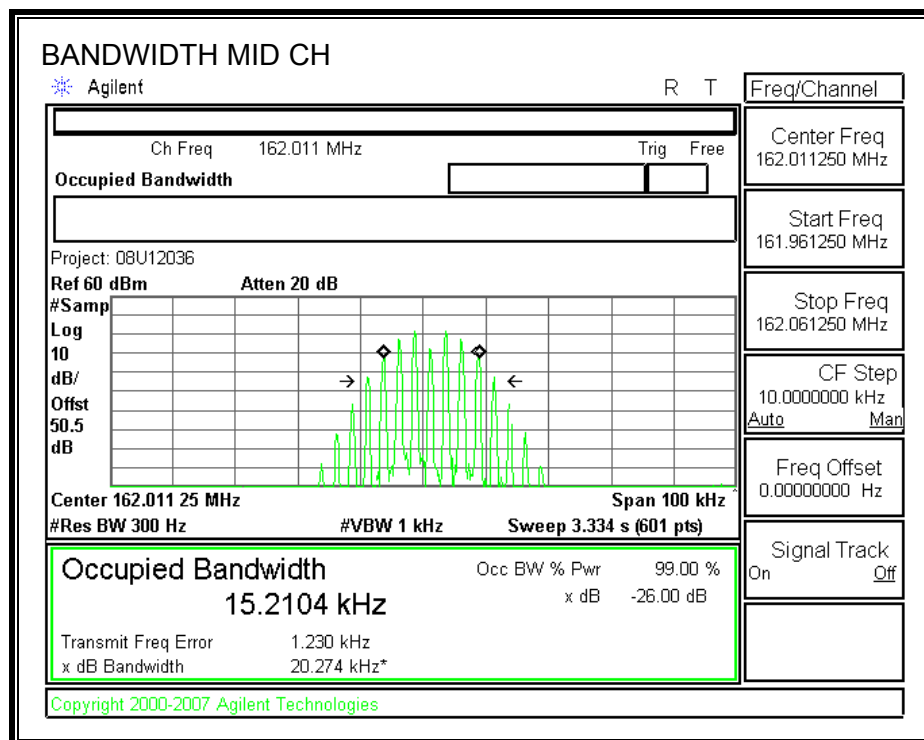 BANDWIDTH MID CH
Agilent R T
Freq/Channel
Ch Freq 162.011 MHz Trig Free
Occupied Bandwidth
Project: 08U12036
Ref 60 dBm Atten 20 dB
#Samp
Log
10
dB/
Offst
50.5
dB
Center 162.011 25 MHz Span 100 kHz ^
#Res BW 300 Hz #VBW 1 kHz Sweep 3.334 s (601 pts)
Occupied Bandwidth Occ BW % Pwr 99.00 %
15.2104 kHz x dB -26.00 dB
Transmit Freq Error 1.230 kHz
x dB Bandwidth 20.274 kHz*
Copyright 2000-2007 Agilent Technologies
Center Freq
162.011250 MHz
Start Freq
161.961250 MHz
Stop Freq
162.061250 MHz
CF Step
10.0000000 kHz
Auto Man
Freq Offset
0.00000000 Hz
Signal Track
On Off